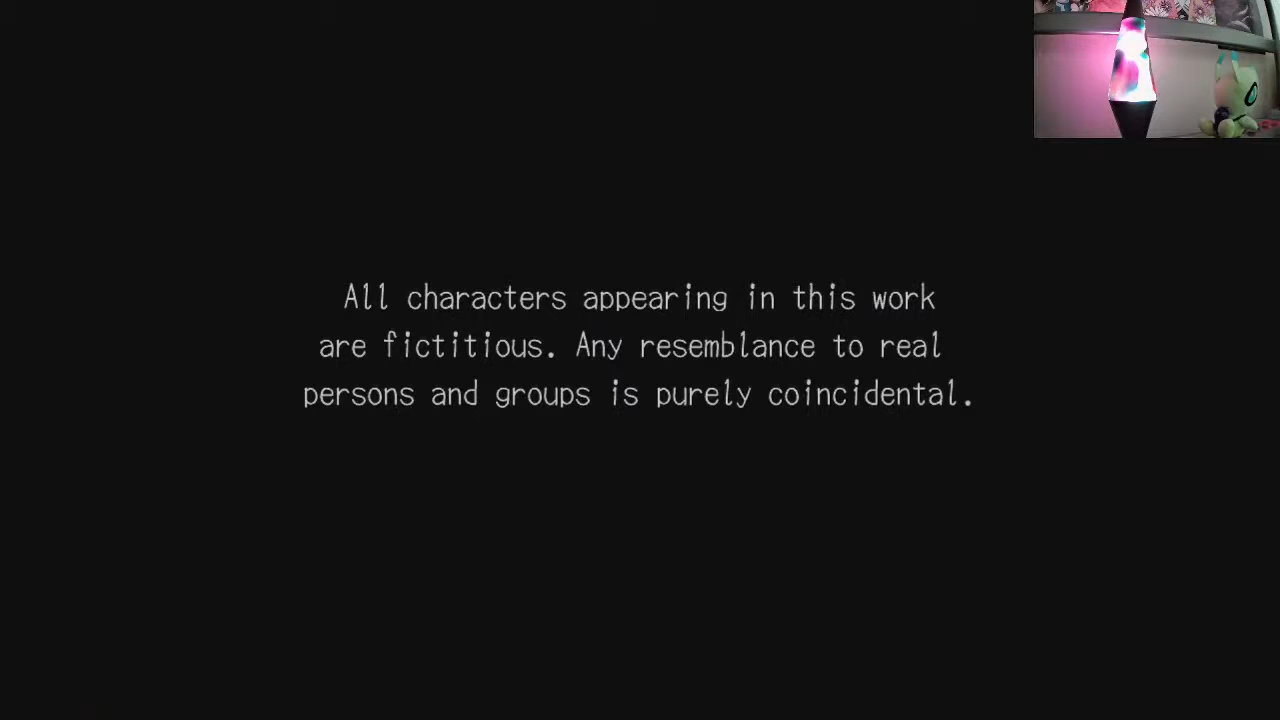 All characters appearing in this work
are fictitious. Any resemblance to real
persons and groups is purely coincidental.